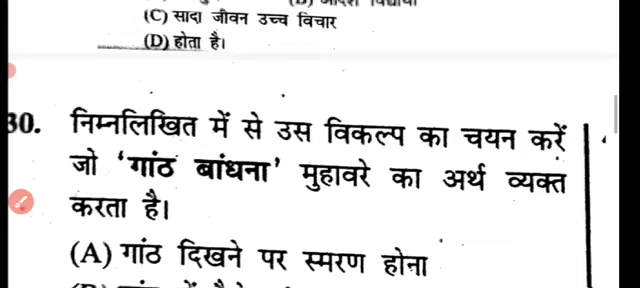 (C) सादा जीवन उच्च विचार
(D) होता है।
30. निम्नलिखित में से उस विकल्प का चयन करें
जो ‘गांठ बांधना’ मुहावरे का अर्थ व्यक्त
करता है।
(A) गांठ दिखने पर स्मरण होना